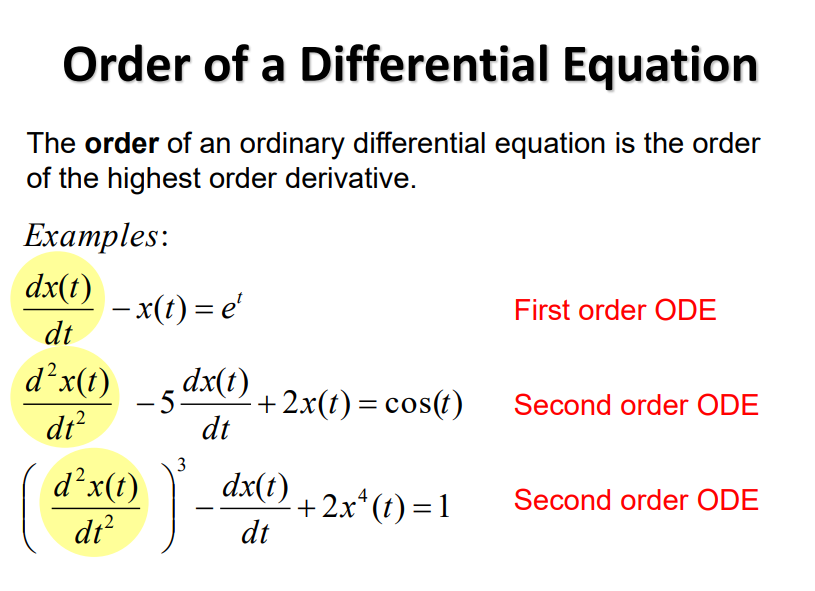 Order of a Differential Equation
The order of an ordinary differential equation is the order
of the highest order derivative.
Examples:
dx(t)/dt − x(t) = e^t First order ODE
d²x(t)/dt² − 5 dx(t)/dt + 2x(t) = cos(t) Second order ODE
(d²x(t)/dt²)³ − dx(t)/dt + 2x⁴(t) = 1 Second order ODE